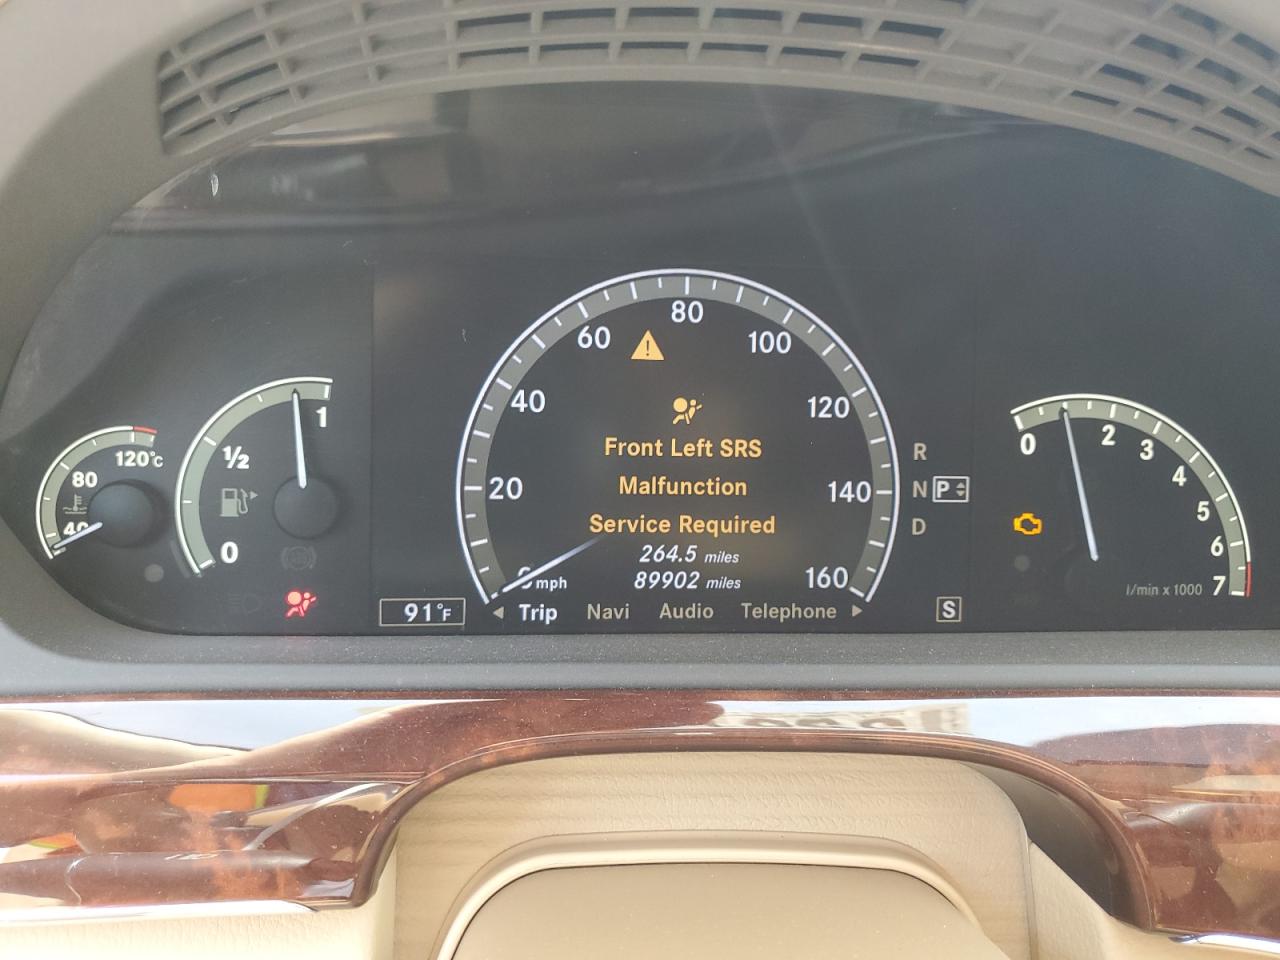 80
60
100
40
120
1
120°C
Front Left SRS
R
0
2
3
½
80
Malfunction
20
140
N
P
4
40
Service Required
D
5
0
264.5 miles
6
mph
89902 miles
160
l/min x 1000
7
91°F
Trip
Navi
Audio
Telephone
S